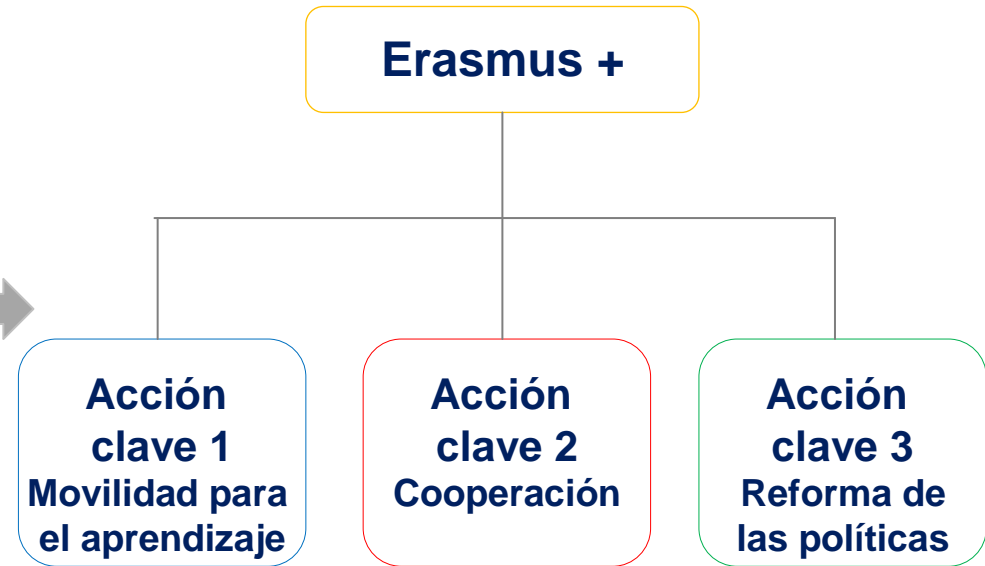 Erasmus +
Acción
clave 1
Movilidad para
el aprendizaje
Acción
clave 2
Cooperación
Acción
clave 3
Reforma de
las políticas